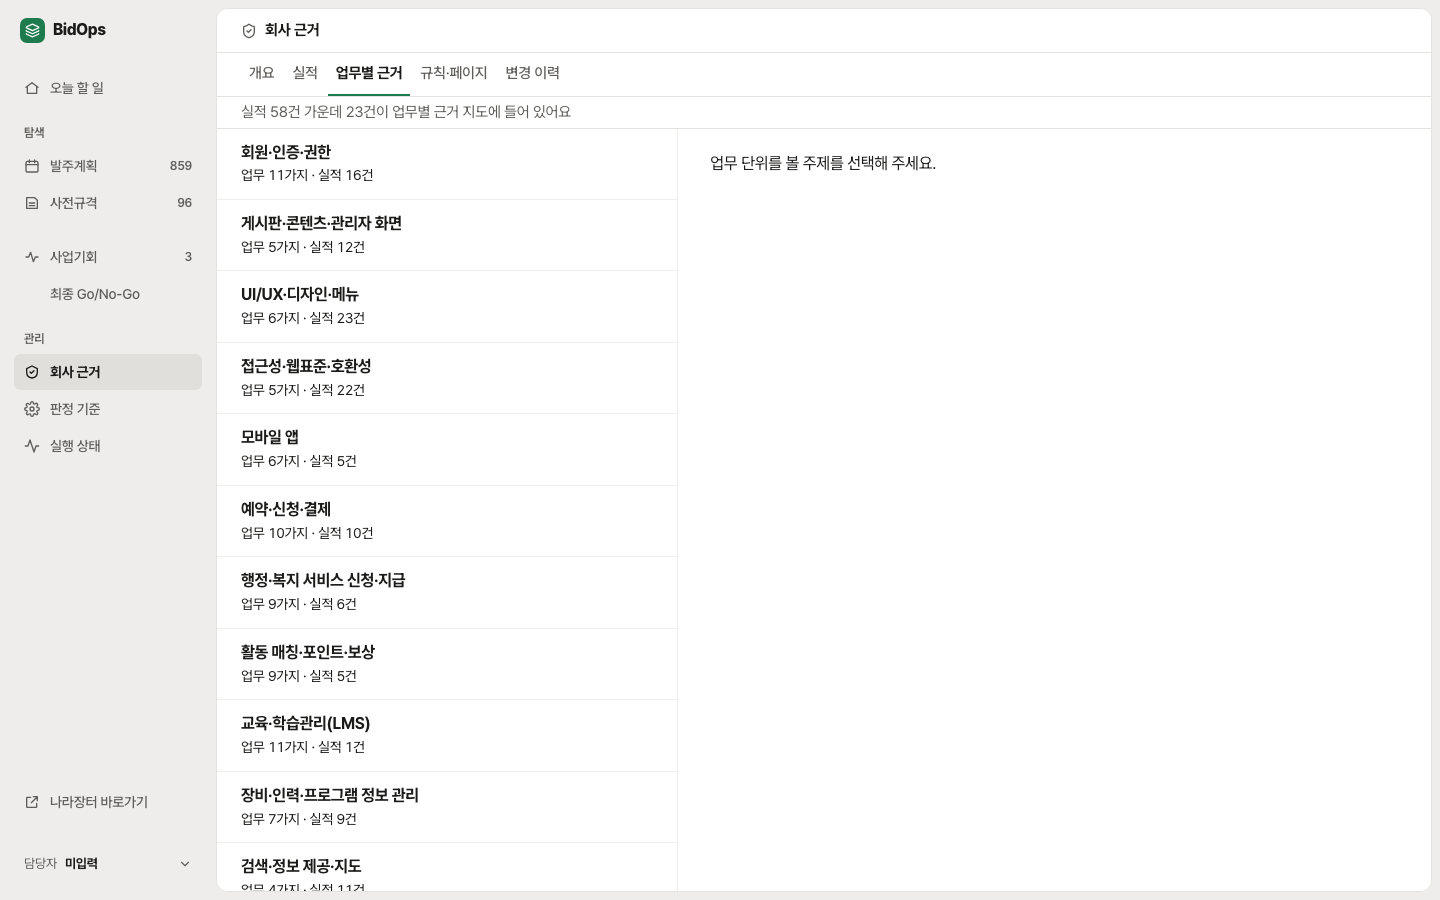 BidOps
오늘 할 일
탐색
발주계획 859
사전규격 96
사업기회 3
최종 Go/No-Go
관리
회사 근거
판정 기준
실행 상태
나라장터 바로가기
담당자 미입력
회사 근거
개요 실적 업무별 근거 규칙·페이지 변경 이력
실적 58건 가운데 23건이 업무별 근거 지도에 들어 있어요
회원·인증·권한
업무 11가지 · 실적 16건
게시판·콘텐츠·관리자 화면
업무 5가지 · 실적 12건
UI/UX·디자인·메뉴
업무 6가지 · 실적 23건
접근성·웹표준·호환성
업무 5가지 · 실적 22건
모바일 앱
업무 6가지 · 실적 5건
예약·신청·결제
업무 10가지 · 실적 10건
행정·복지 서비스 신청·지급
업무 9가지 · 실적 6건
활동 매칭·포인트·보상
업무 9가지 · 실적 5건
교육·학습관리(LMS)
업무 11가지 · 실적 1건
장비·인력·프로그램 정보 관리
업무 7가지 · 실적 9건
검색·정보 제공·지도
업무 4가지 · 실적 11건
업무 단위를 볼 주제를 선택해 주세요.